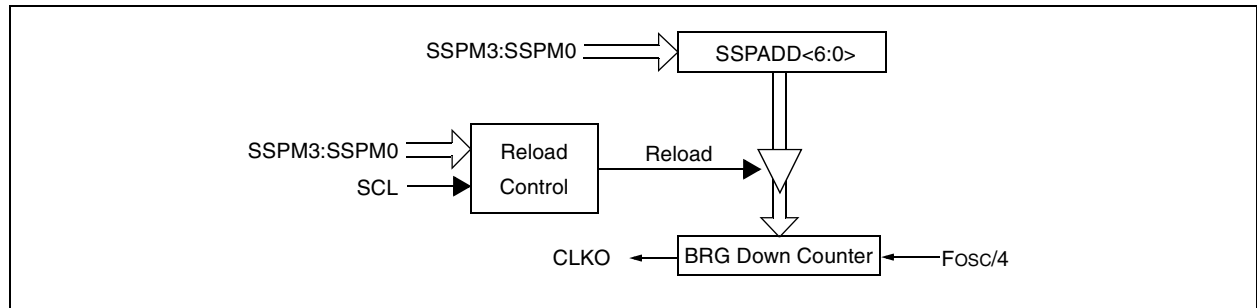 SSPM3:SSPM0
SSPADD<6:0>
SSPM3:SSPM0
SCL
Reload
Control
Reload
CLKO
BRG Down Counter
FOSC/4